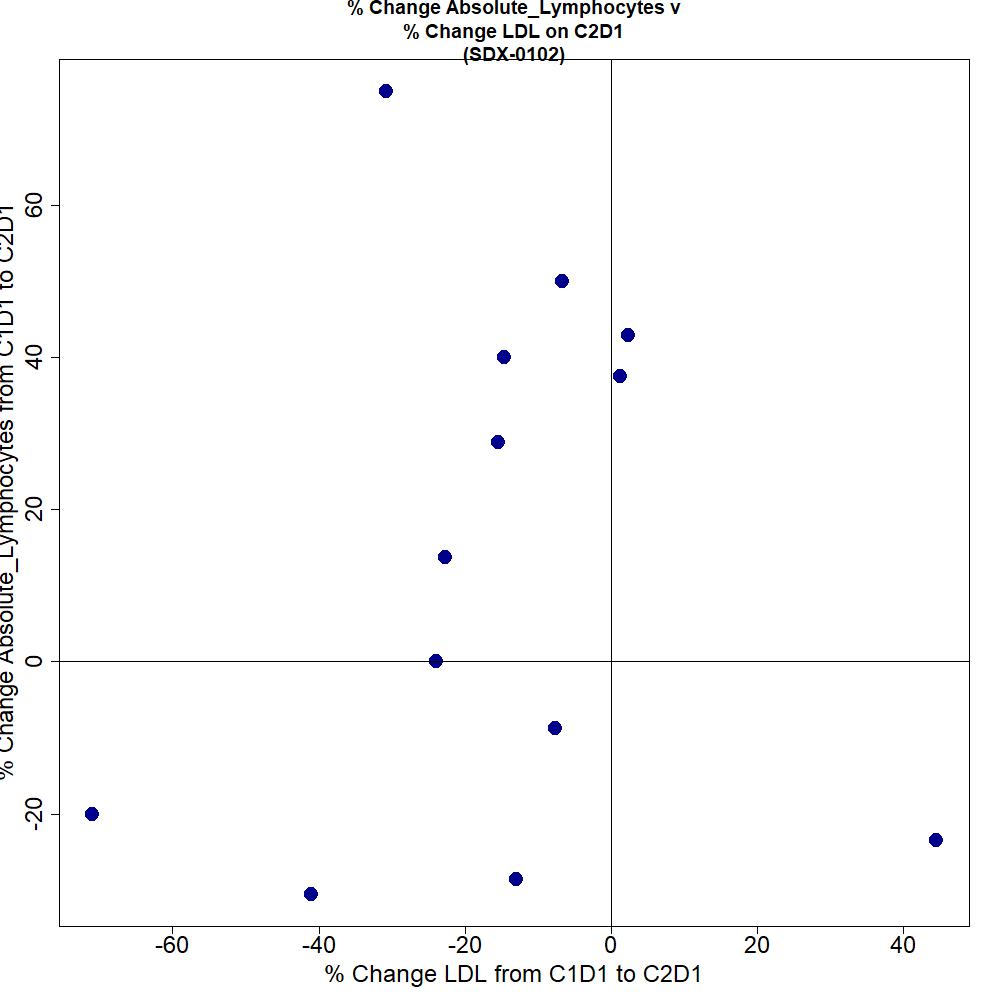 % Change Absolute_Lymphocytes v
% Change LDL on C2D1
(SDX-0102)
% Change Absolute_Lymphocytes from C1D1 to C2D1
60
40
20
0
-20
-60
-40
-20
0
20
40
% Change LDL from C1D1 to C2D1